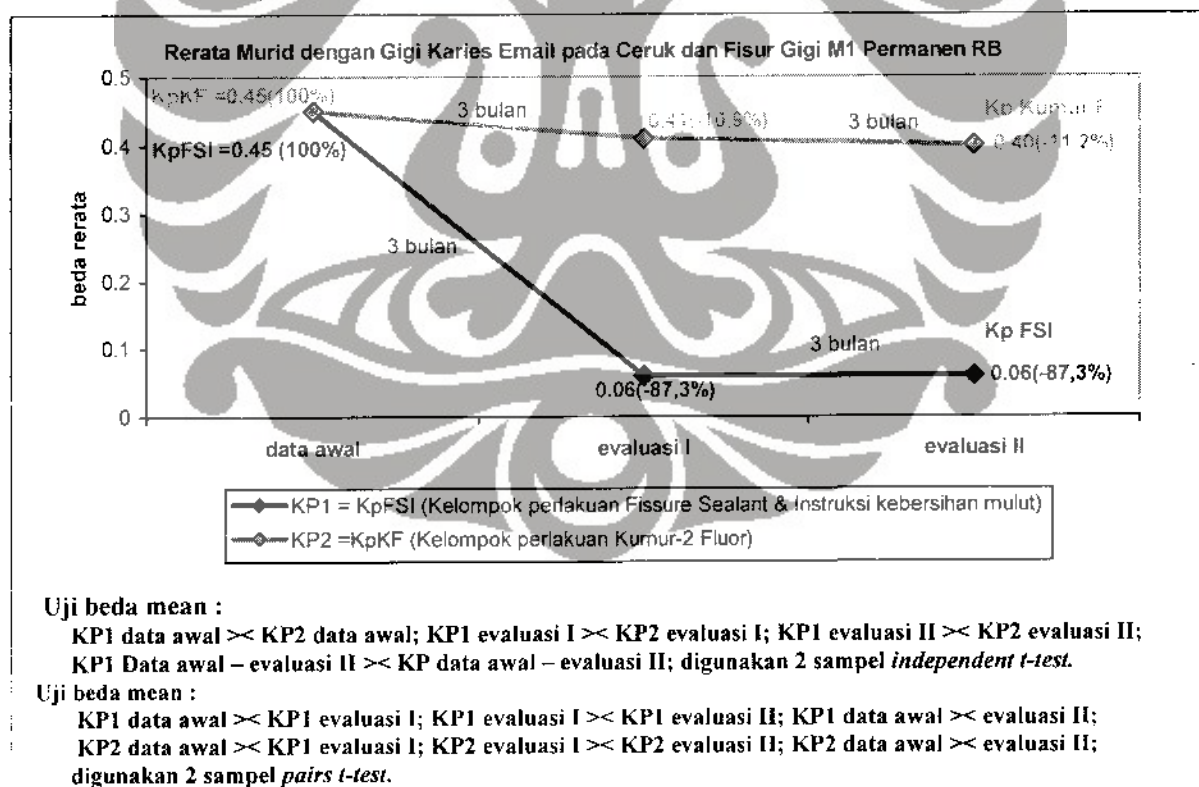 Rerata Murid dengan Gigi Karies Email pada Ceruk dan Fisur Gigi M1 Permanen RB
0.5
KpKF =0.45(100%)
3 bulan
0.41(-10,9%)
3 bulan
Kp Kumur F
0.4
KpFSI =0.45 (100%)
0.40(-11,2%)
beda rerata
0.3
3 bulan
0.2
0.1
3 bulan
Kp FSI
0.06(-87,3%)
0.06(-87,3%)
0
data awal
evaluasi I
evaluasi II
KP1 = KpFSI (Kelompok perlakuan Fissure Sealant & Instruksi kebersihan mulut)
KP2 =KpKF (Kelompok perlakuan Kumur-2 Fluor)
Uji beda mean :
KP1 data awal >< KP2 data awal; KP1 evaluasi I >< KP2 evaluasi I; KP1 evaluasi II >< KP2 evaluasi II;
KP1 Data awal – evaluasi II >< KP data awal – evaluasi II; digunakan 2 sampel independent t-test.
Uji beda mean :
KP1 data awal >< KP1 evaluasi I; KP1 evaluasi I >< KP1 evaluasi II; KP1 data awal >< evaluasi II;
KP2 data awal >< KP1 evaluasi I; KP2 evaluasi I >< KP2 evaluasi II; KP2 data awal >< evaluasi II;
digunakan 2 sampel pairs t-test.